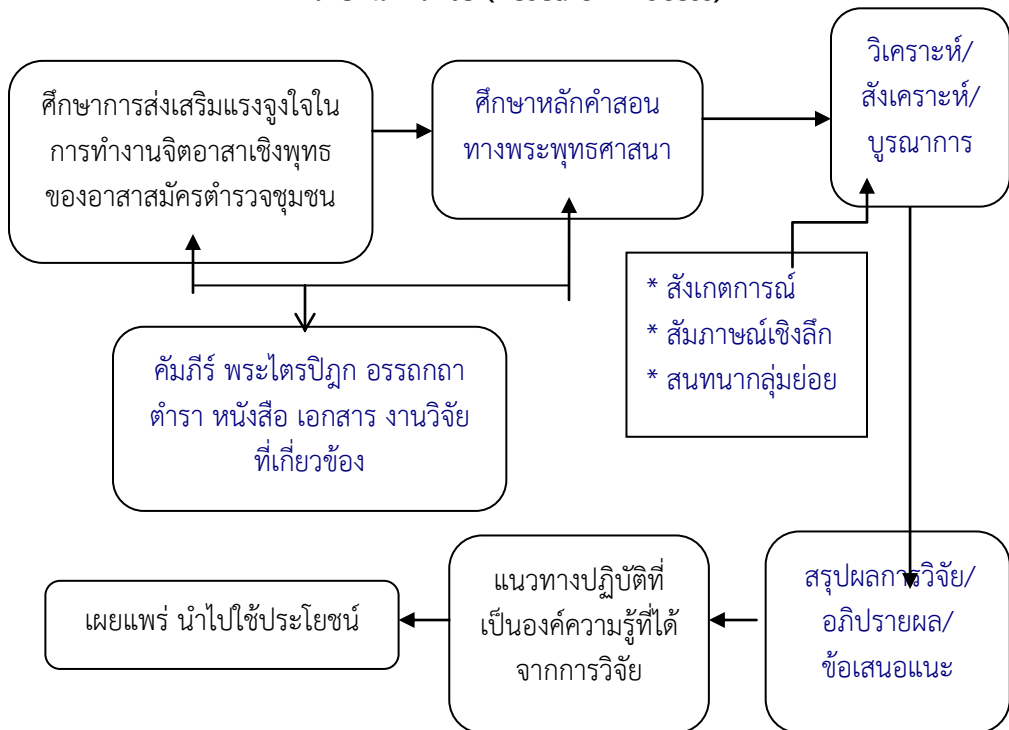 (Research Process)
ศึกษาการส่งเสริมแรงจูงใจใน
การทำงานจิตอาสาเชิงพุทธ
ของอาสาสมัครตำรวจชุมชน
ศึกษาหลักคำสอน
ทางพระพุทธศาสนา
วิเคราะห์/
สังเคราะห์/
บูรณาการ
* สังเกตการณ์
* สัมภาษณ์เชิงลึก
* สนทนากลุ่มย่อย
คัมภีร์ พระไตรปิฎก อรรถกถา
ตำรา หนังสือ เอกสาร งานวิจัย
ที่เกี่ยวข้อง
สรุปผลการวิจัย/
อภิปรายผล/
ข้อเสนอแนะ
แนวทางปฏิบัติที่
เป็นองค์ความรู้ที่ได้
จากการวิจัย
เผยแพร่ นำไปใช้ประโยชน์